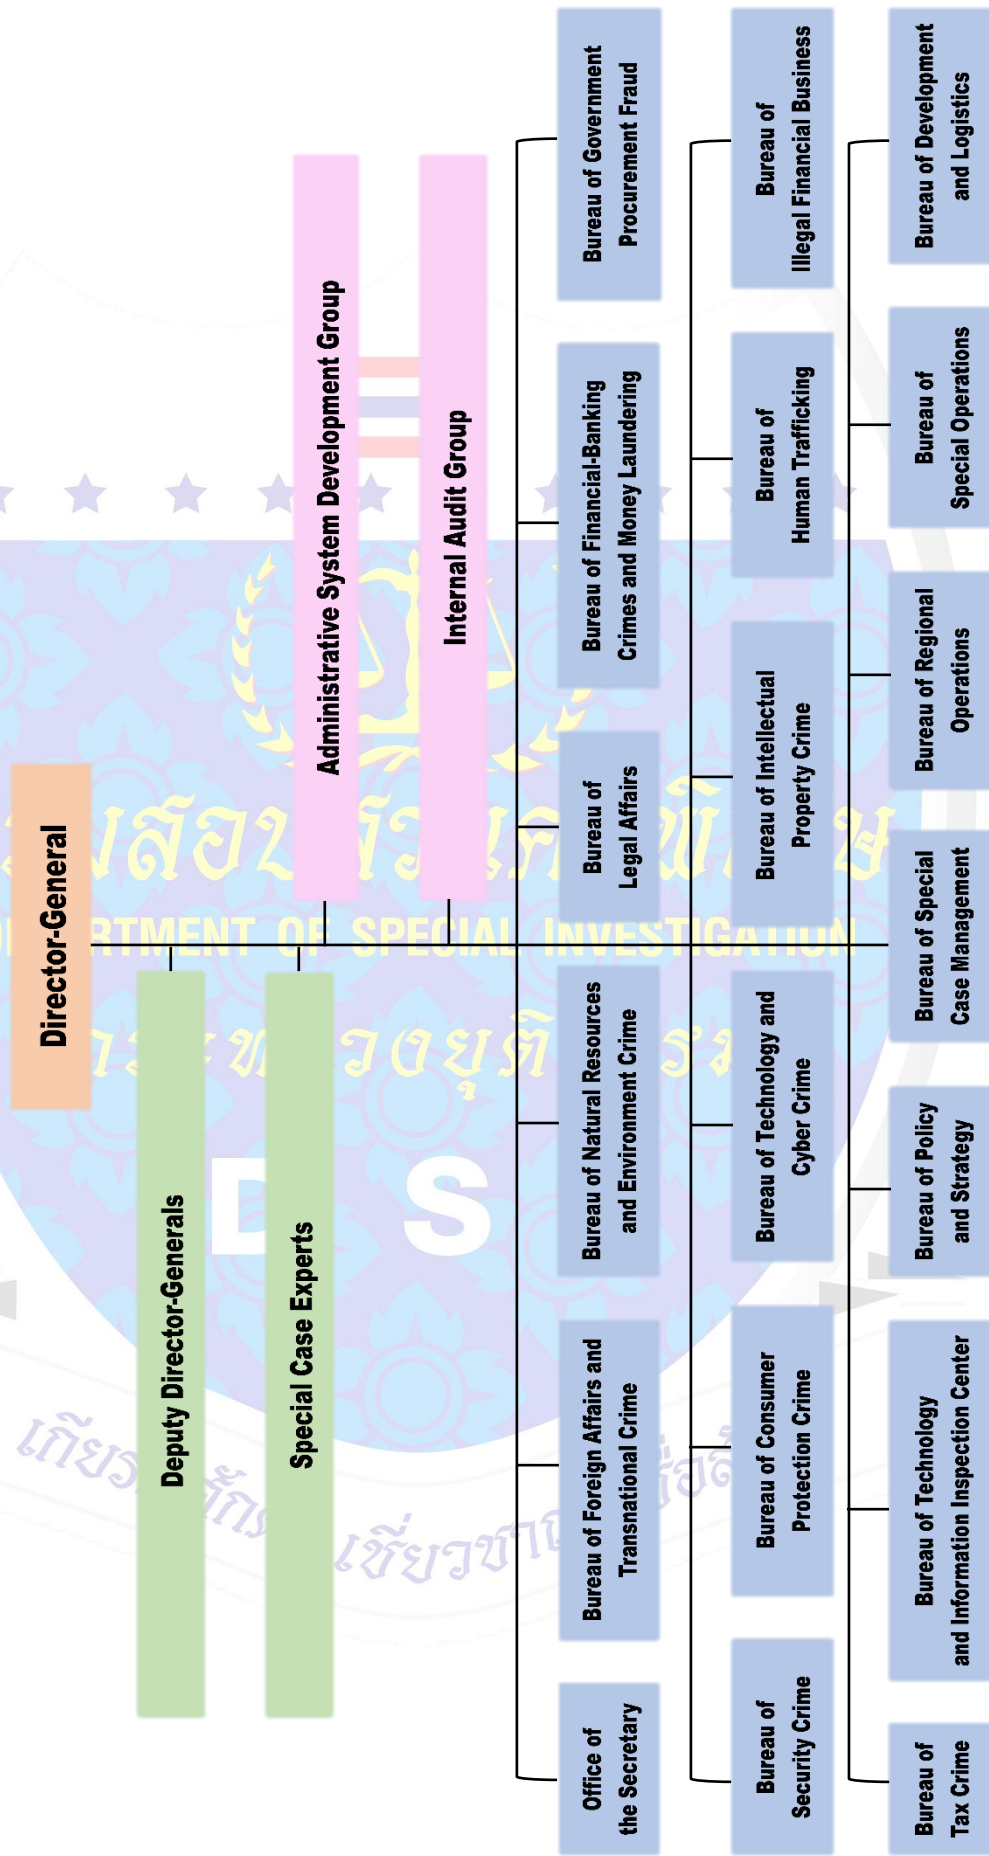 Director-General
Deputy Director-Generals
Special Case Experts
Administrative System Development Group
Internal Audit Group
Office of
the Secretary
Bureau of Foreign Affairs and
Transnational Crime
Bureau of Natural Resources
and Environment Crime
Bureau of
Legal Affairs
Bureau of Financial-Banking
Crimes and Money Laundering
Bureau of Government
Procurement Fraud
Bureau of
Security Crime
Bureau of Consumer
Protection Crime
Bureau of Technology and
Cyber Crime
Bureau of Intellectual
Property Crime
Bureau of
Human Trafficking
Bureau of
Illegal Financial Business
Bureau of
Tax Crime
Bureau of Technology
and Information Inspection Center
Bureau of Policy
and Strategy
Bureau of Special
Case Management
Bureau of Regional
Operations
Bureau of
Special Operations
Bureau of Development
and Logistics
OF SPECIAL INVESTIGATION
D S